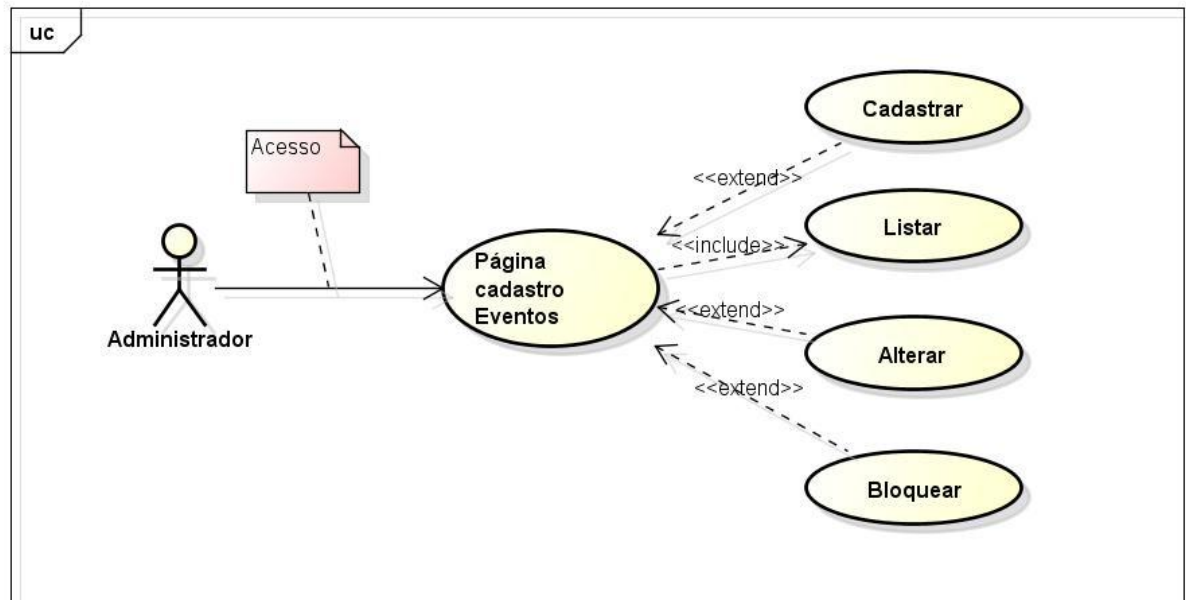 uc
Cadastrar
Acesso
<<extend>>
Listar
<<include>>
Página
cadastro
Eventos
<<extend>>
Administrador
Alterar
<<extend>>
Bloquear